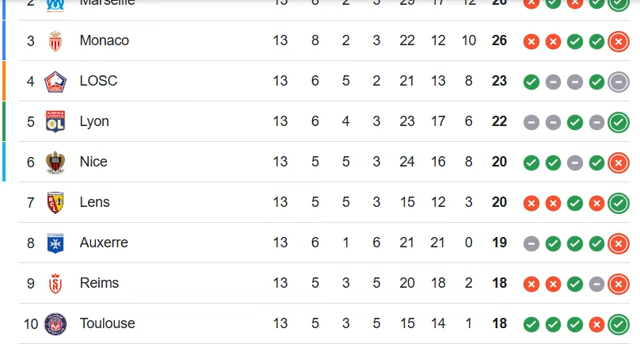 2 Marseille 13 8 2 3 29 17 12 26
3 Monaco 13 8 2 3 22 12 10 26
4 LOSC 13 6 5 2 21 13 8 23
5 Lyon 13 6 4 3 23 17 6 22
6 Nice 13 5 5 3 24 16 8 20
7 Lens 13 5 5 3 15 12 3 20
8 Auxerre 13 6 1 6 21 21 0 19
9 Reims 13 5 3 5 20 18 2 18
10 Toulouse 13 5 3 5 15 14 1 18